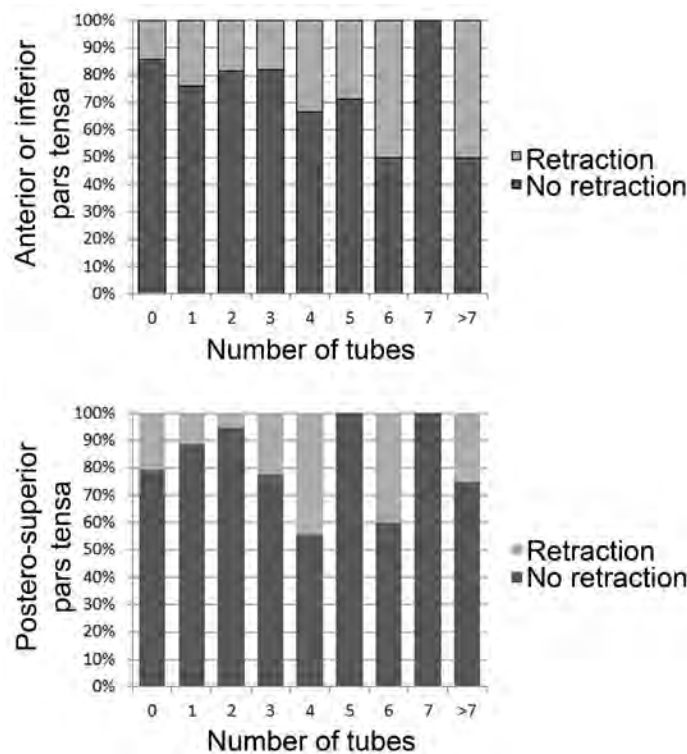 Anterior or inferior
pars tensa
100%
90%
80%
70%
60%
50%
40%
30%
20%
10%
0%
0 1 2 3 4 5 6 7 >7
Number of tubes
Retraction
No retraction
Postero-superior
pars tensa
100%
90%
80%
70%
60%
50%
40%
30%
20%
10%
0%
0 1 2 3 4 5 6 7 >7
Number of tubes
Retraction
No retraction